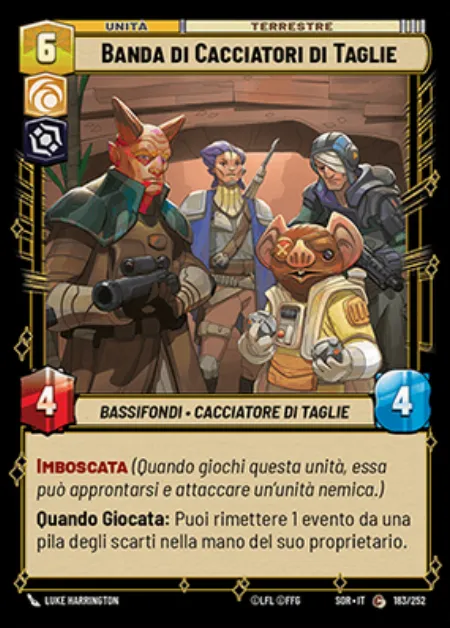 6
UNITÀ
TERRESTRE
BANDA DI CACCIATORI DI TAGLIE
4
BASSIFONDI • CACCIATORE DI TAGLIE
4
IMBOSCATA (Quando giochi questa unità, essa
può approntarsi e attaccare un'unità nemica.)
Quando Giocata: Puoi rimettere 1 evento da una
pila degli scarti nella mano del suo proprietario.
LUKE HARRINGTON
©LFL ©FFG
SOR • IT
C
183/252